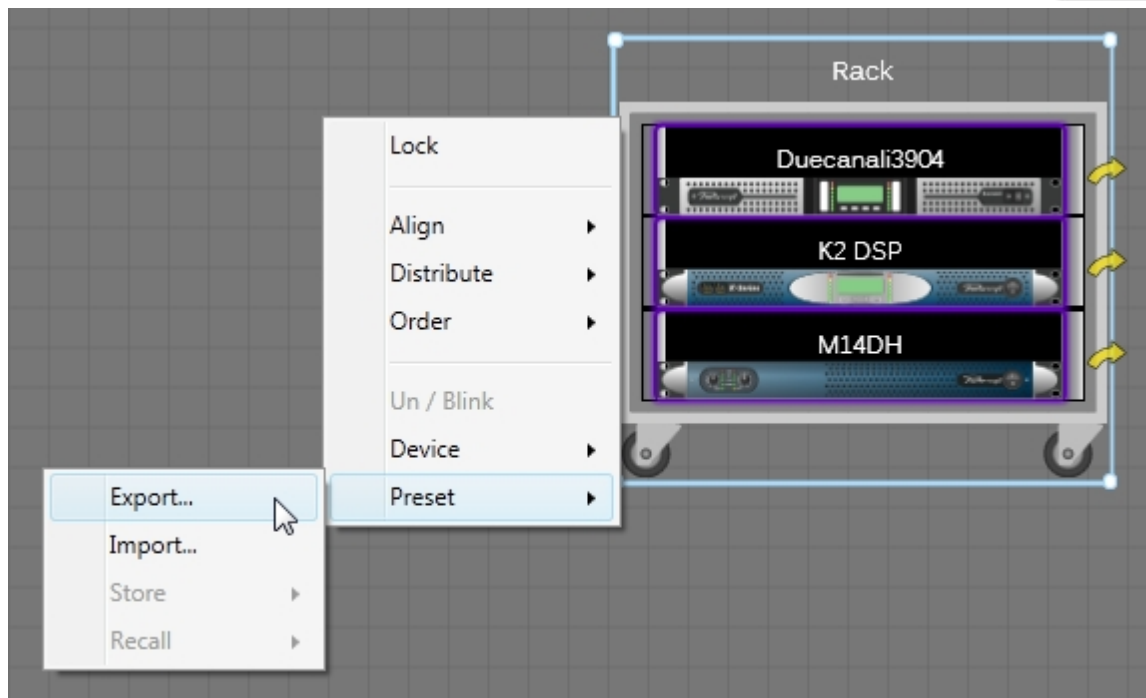 Rack
Duecanali3904
K2 DSP
M14DH
Lock
Align
Distribute
Order
Un / Blink
Device
Preset
Export...
Import...
Store
Recall